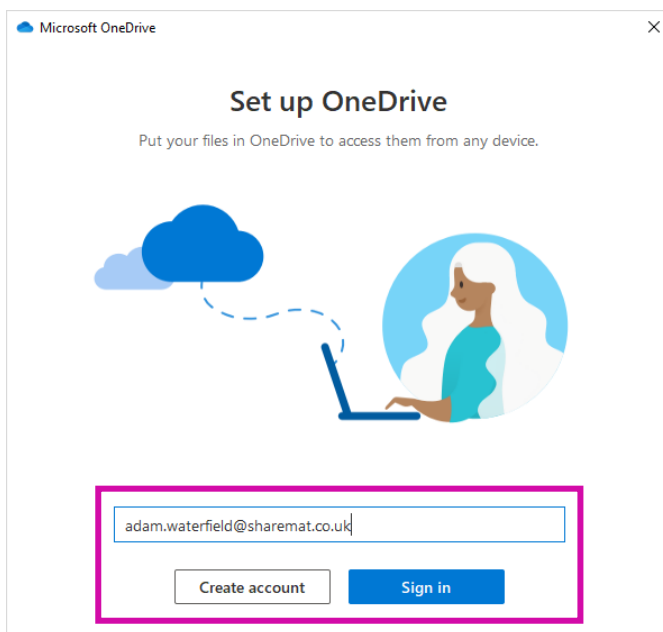 Microsoft OneDrive
Set up OneDrive
Put your files in OneDrive to access them from any device.
adam.waterfield@sharemat.co.uk
Create account Sign in